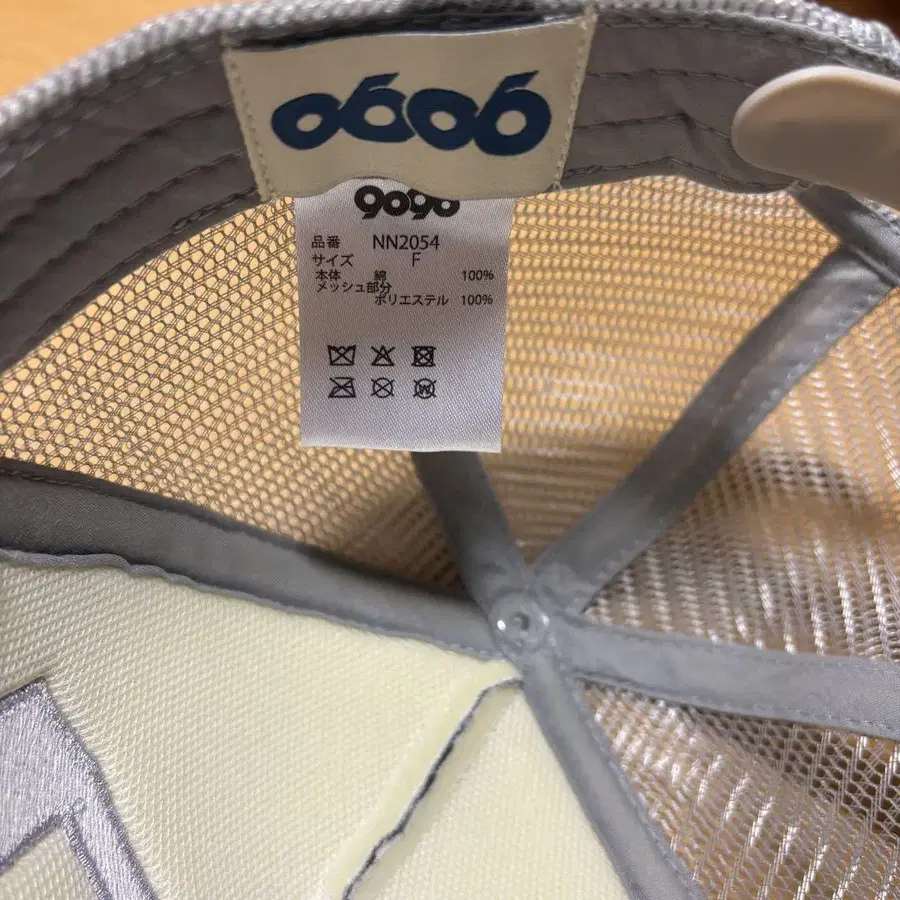 9090
9090
品番 NN2054
サイズ F
本体 綿 100%
メッシュ部分
ポリエステル 100%